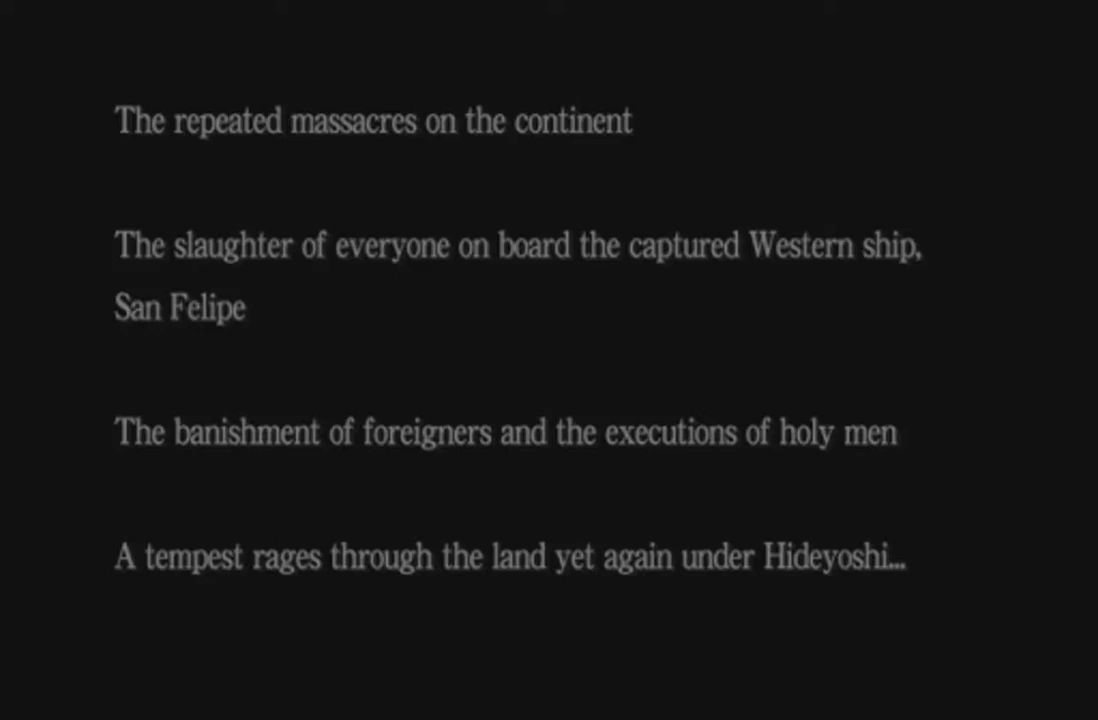 The repeated massacres on the continent
The slaughter of everyone on board the captured Western ship,
San Felipe
The banishment of foreigners and the executions of holy men
A tempest rages through the land yet again under Hideyoshi...